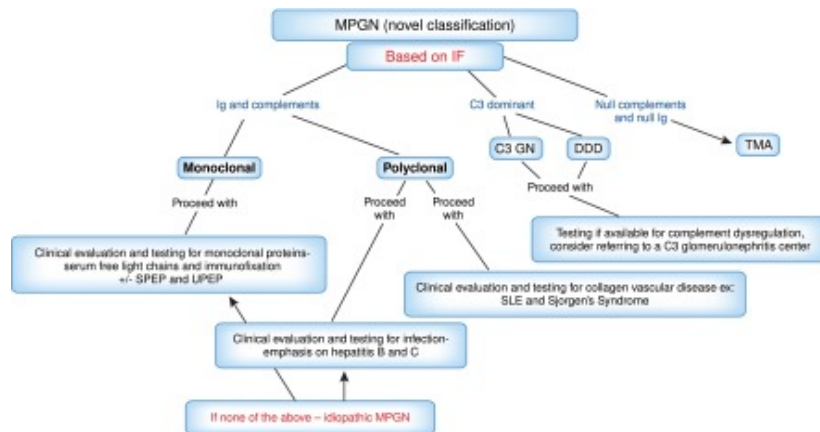 MPGN (novel classification)
Based on IF
Ig and complements
C3 dominant
Null complements
and null Ig
Monoclonal
Polyclonal
C3 GN
DDD
TMA
Proceed with
Proceed
with
Proceed
with
Proceed with
Clinical evaluation and testing for monoclonal proteins-
serum free light chains and immunofixation
+/- SPEP and UPEP
Testing if available for complement dysregulation,
consider referring to a C3 glomerulonephritis center
Clinical evaluation and testing for collagen vascular disease ex:
SLE and Sjorgen's Syndrome
Clinical evaluation and testing for infection-
emphasis on hepatitis B and C
If none of the above – idiopathic MPGN